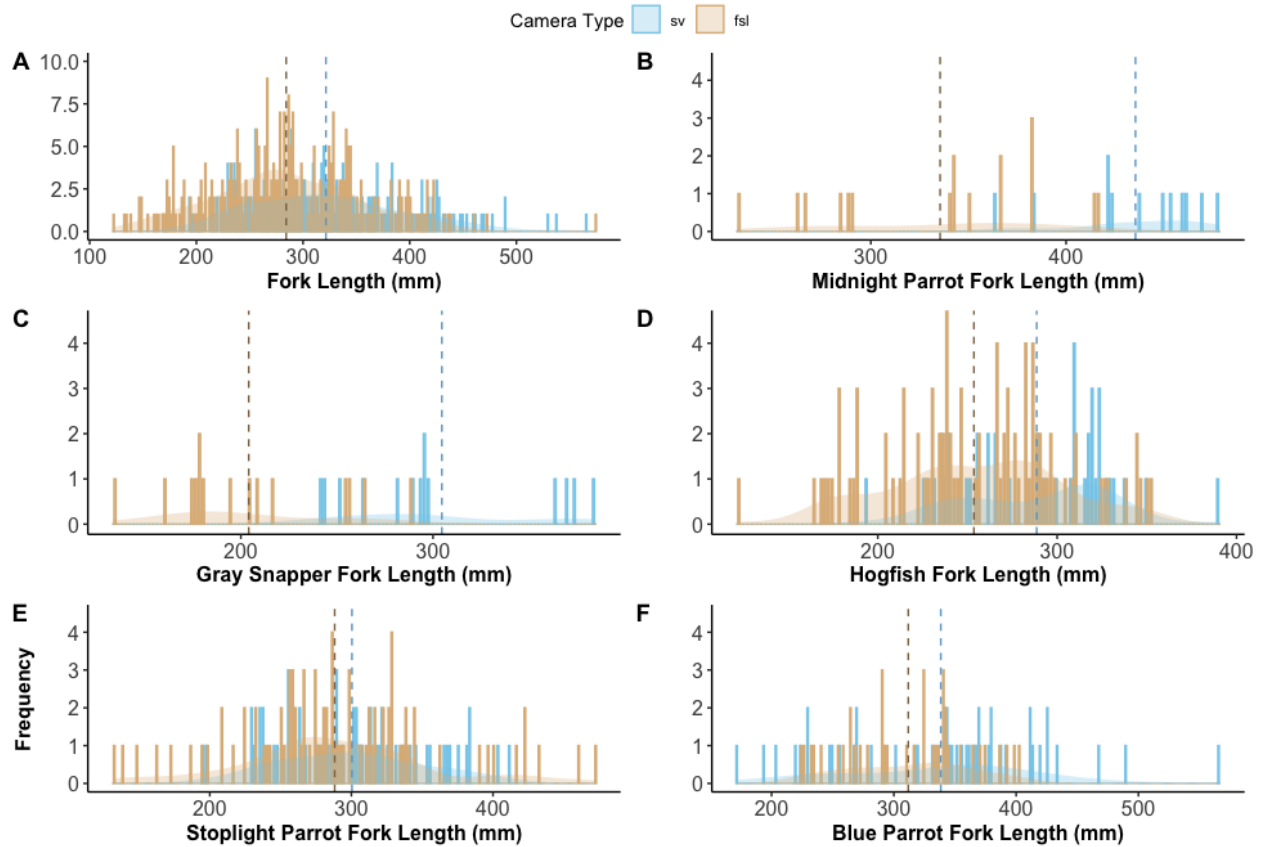 Camera Type sv fsl
A
10.0
7.5
5.0
2.5
0.0
100 200 300 400 500
Fork Length (mm)
B
4
3
2
1
0
300 400
Midnight Parrot Fork Length (mm)
C
4
3
2
1
0
200 300
Gray Snapper Fork Length (mm)
D
4
3
2
1
0
200 300 400
Hogfish Fork Length (mm)
E
Frequency
4
3
2
1
0
200 300 400
Stoplight Parrot Fork Length (mm)
F
4
3
2
1
0
200 300 400 500
Blue Parrot Fork Length (mm)